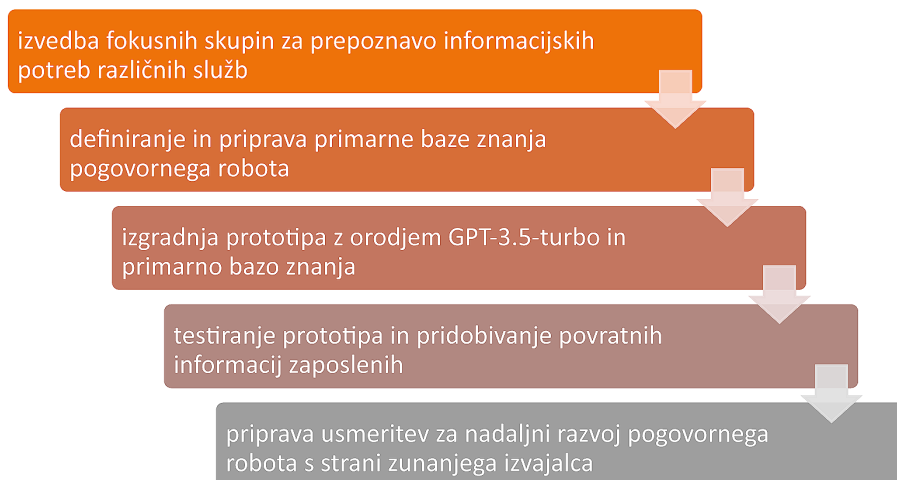 izvedba fokusnih skupin za prepoznavo informacijskih
potreb različnih služb
definiranje in priprava primarne baze znanja
pogovornega robota
izgradnja prototipa z orodjem GPT-3.5-turbo in
primarno bazo znanja
testiranje prototipa in pridobivanje povratnih
informacij zaposlenih
priprava usmeritev za nadaljni razvoj pogovornega
robota s strani zunanjega izvajalca